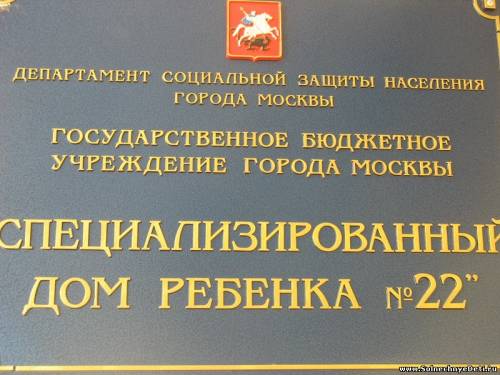 ДЕПАРТАМЕНТ СОЦИАЛЬНОЙ ЗАЩИТЫ НАСЕЛЕНИЯ
ГОРОДА МОСКВЫ
ГОСУДАРСТВЕННОЕ БЮДЖЕТНОЕ
УЧРЕЖДЕНИЕ ГОРОДА МОСКВЫ
СПЕЦИАЛИЗИРОВАННЫЙ
ДОМ РЕБЕНКА №22"
www.SolnechnyeDeti.ru